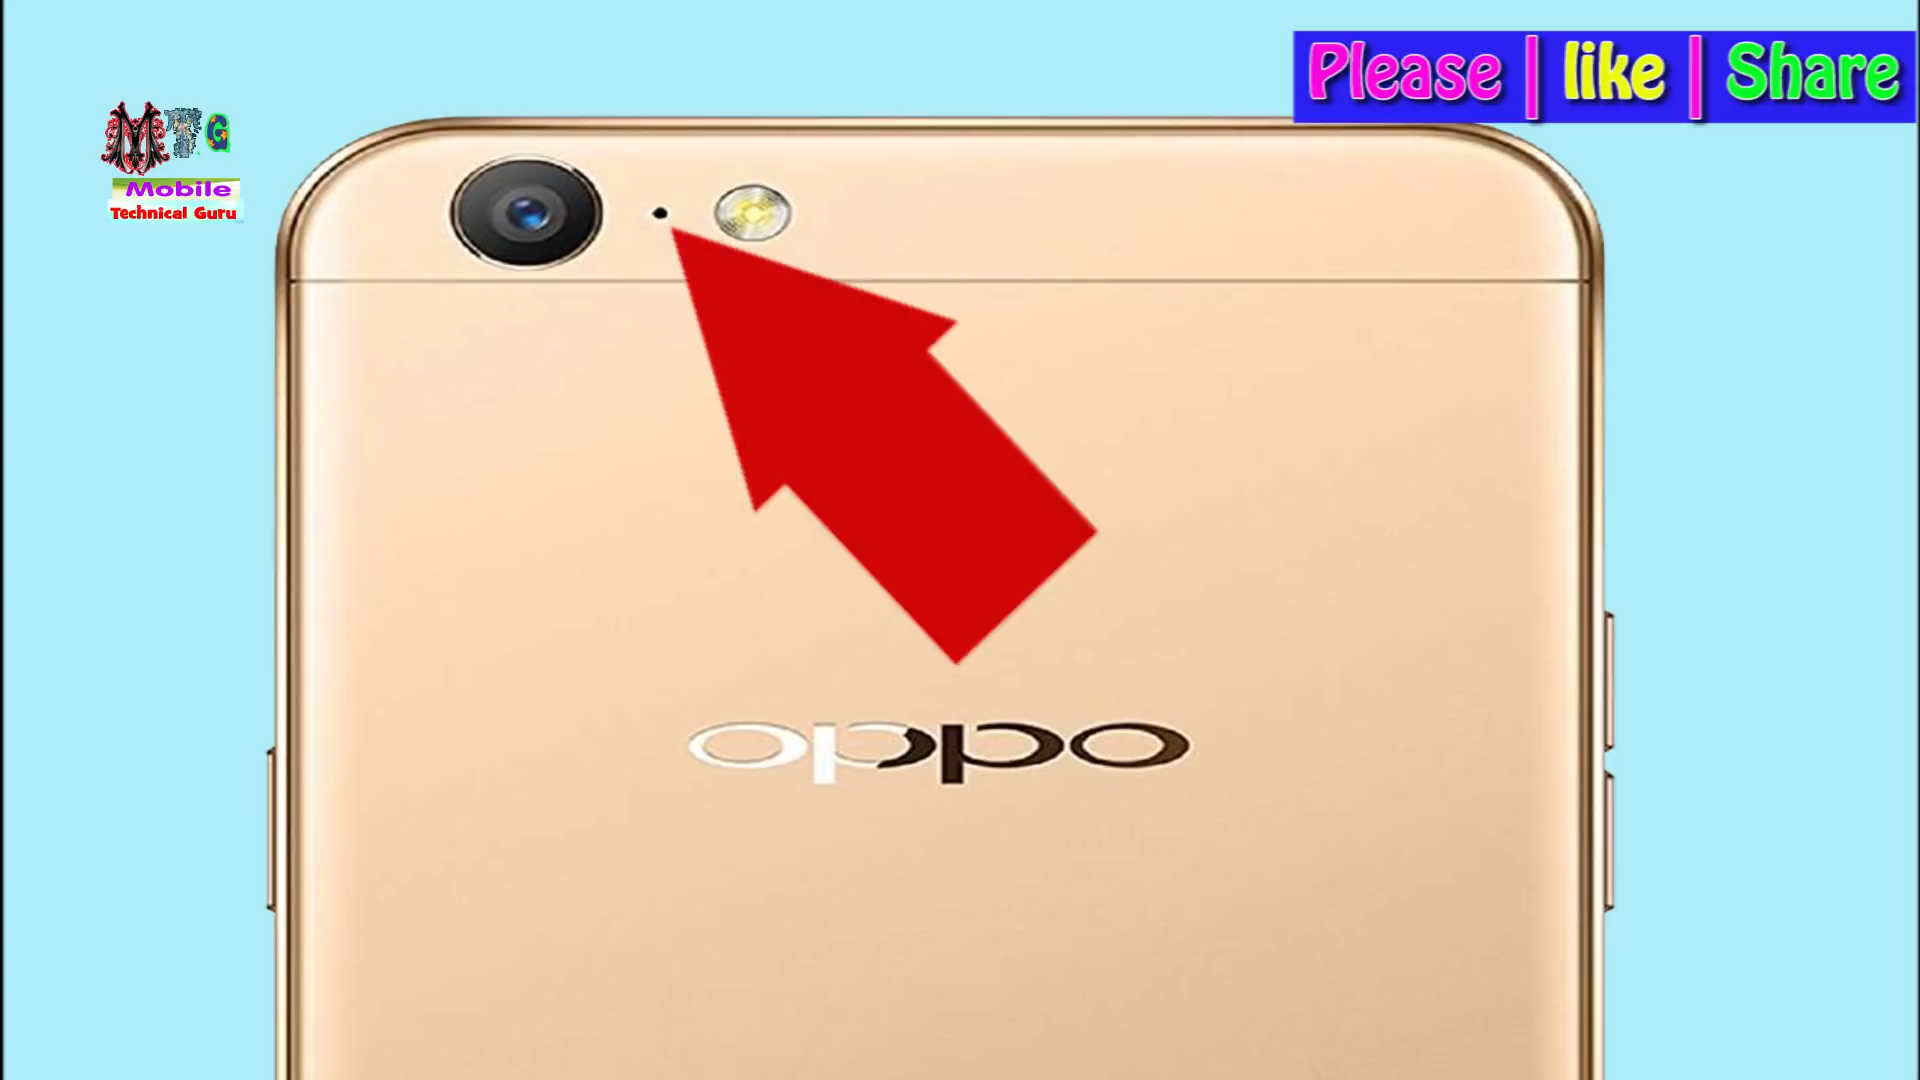 Please | like | Share
MTG
Mobile
Technical Guru
oppo